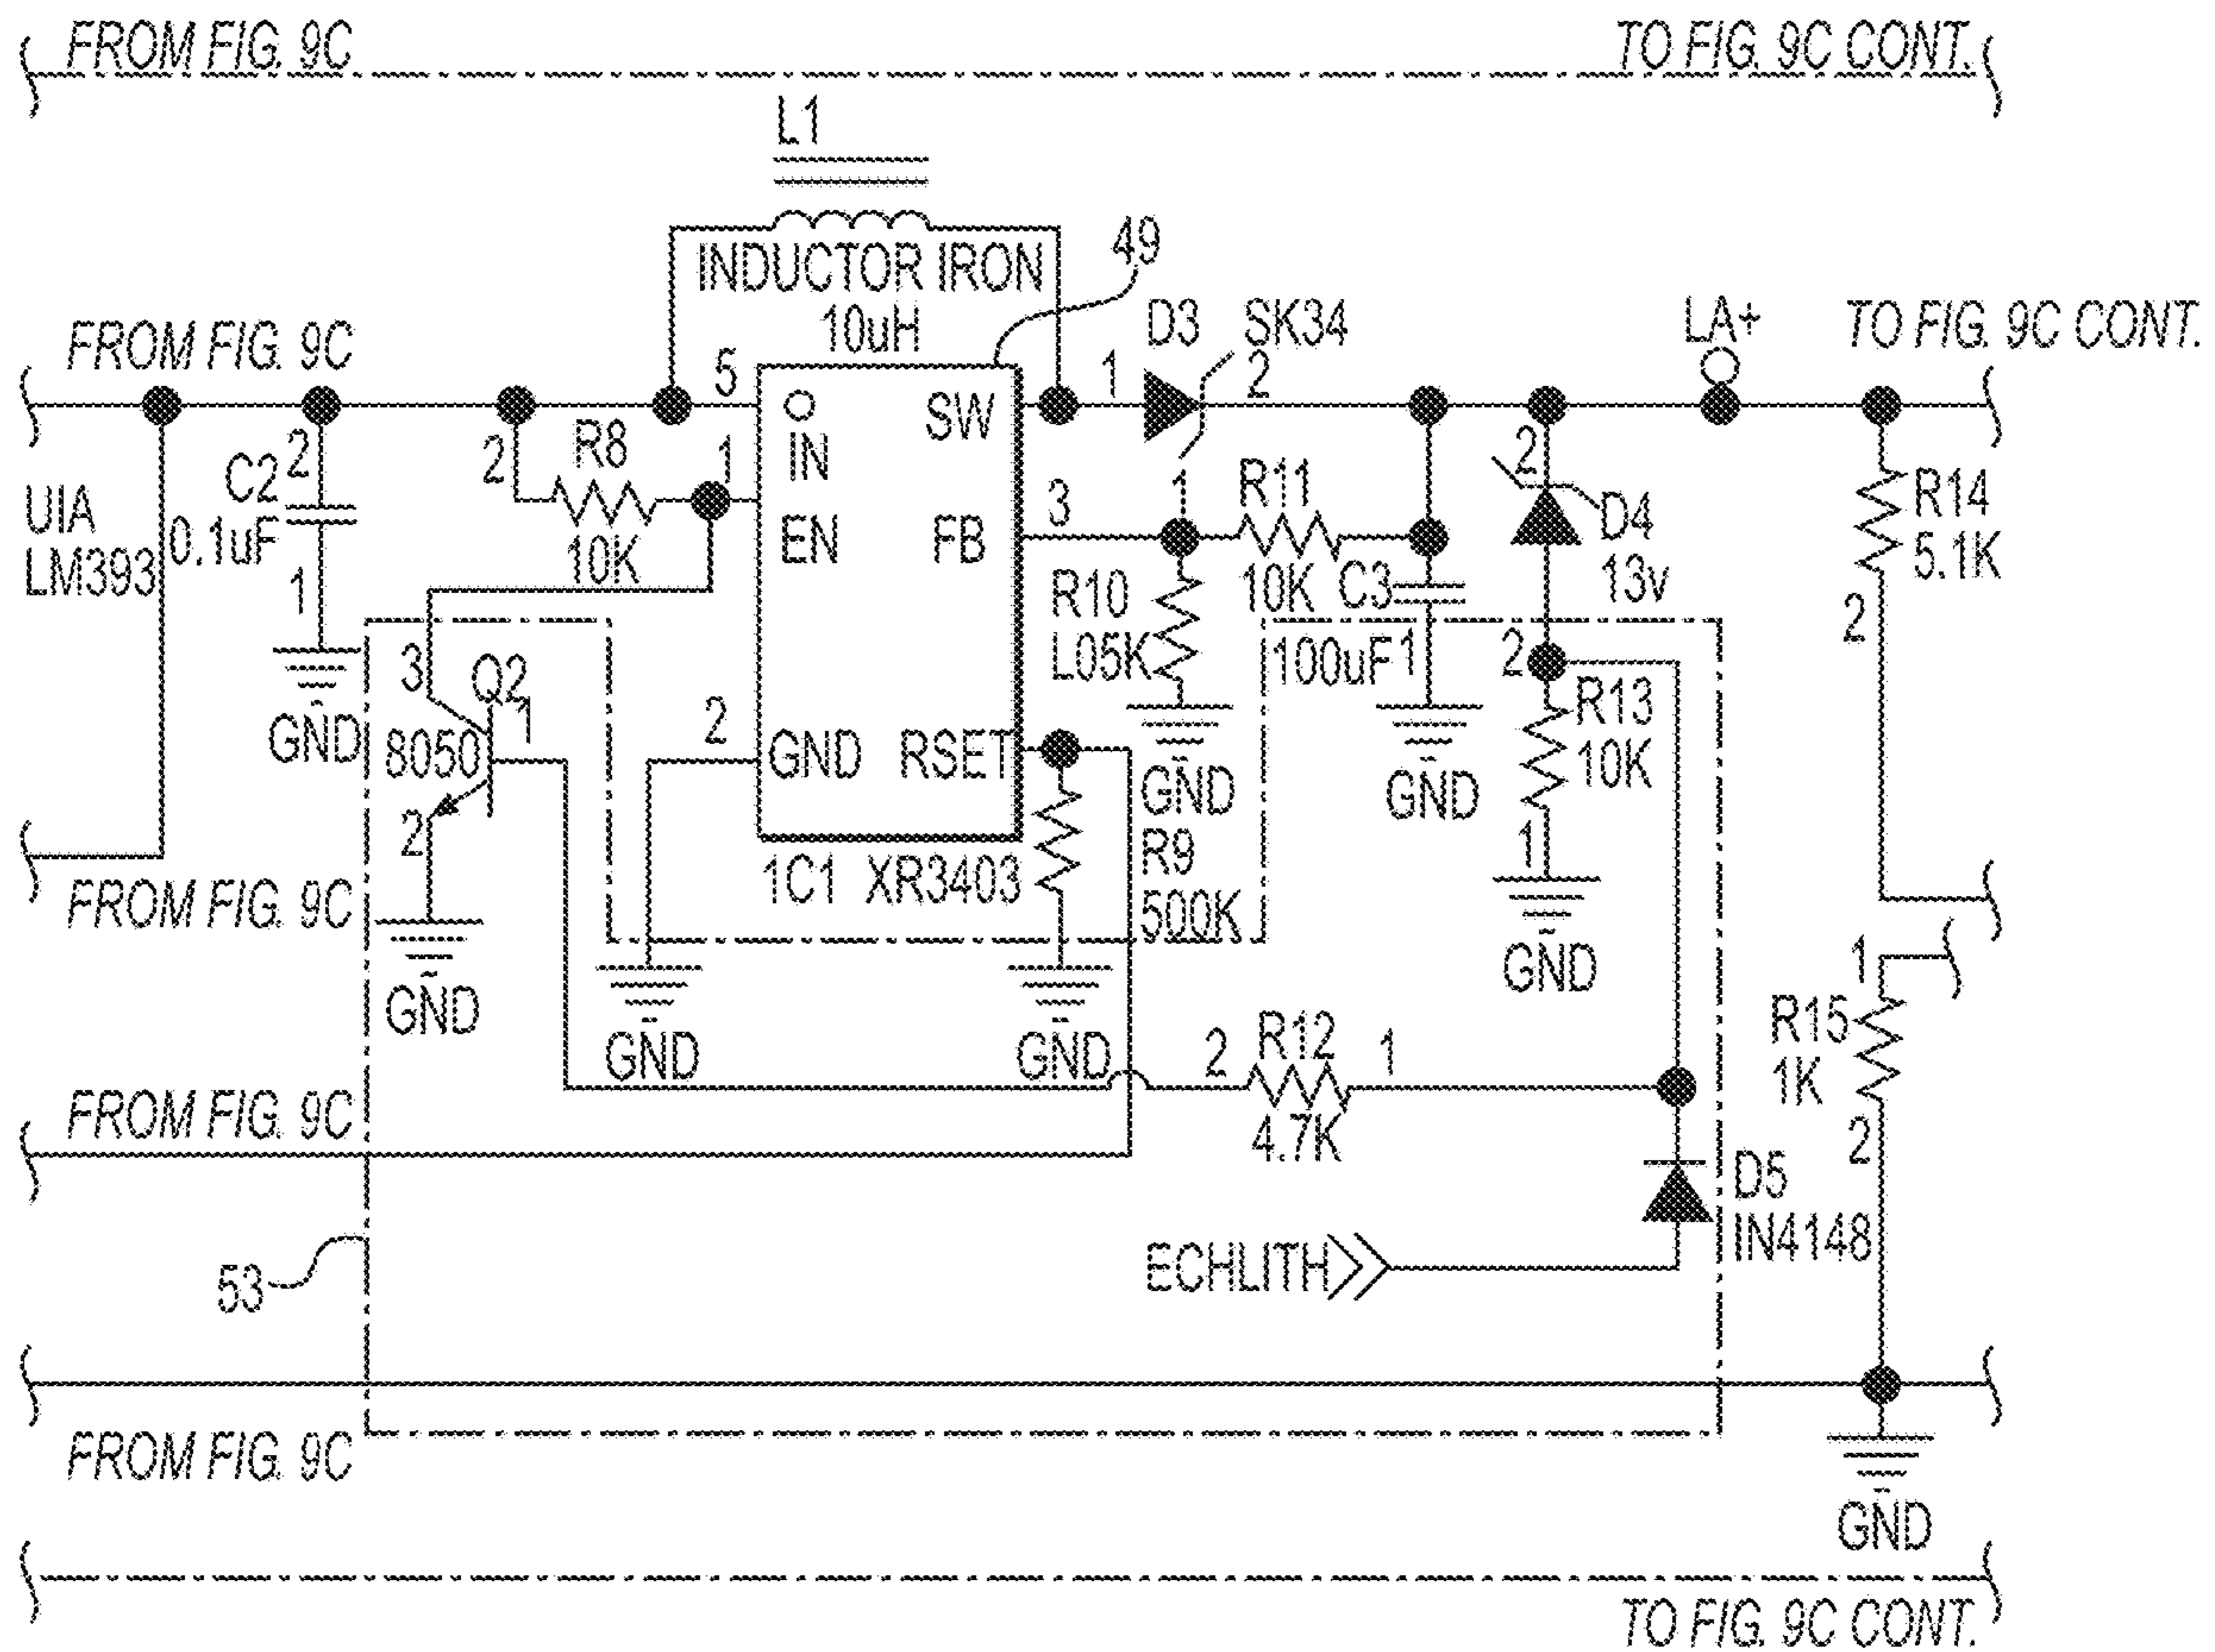 FROM FIG. 9C
TO FIG. 9C CONT.
L1
INDUCTOR IRON
10uH
49
FROM FIG. 9C
D3
SK34
LA+
TO FIG. 9C CONT.
5
1
2
IN
SW
2
C2
0.1uF
1
GND
UIA
LM393
2
R8
10K
1
EN
FB
3
1
R11
10K
R10
L05K
GND
C3
100uF
1
GND
2
D4
13v
2
R13
10K
1
GND
R14
5.1K
2
3
Q2
1
8050
2
GND
2
GND
RSET
1C1 XR3403
R9
500K
GND
GND
FROM FIG. 9C
1
R15
1K
2
FROM FIG. 9C
2
R12
4.7K
1
D5
IN4148
ECHLITH
53
FROM FIG. 9C
GND
TO FIG. 9C CONT.